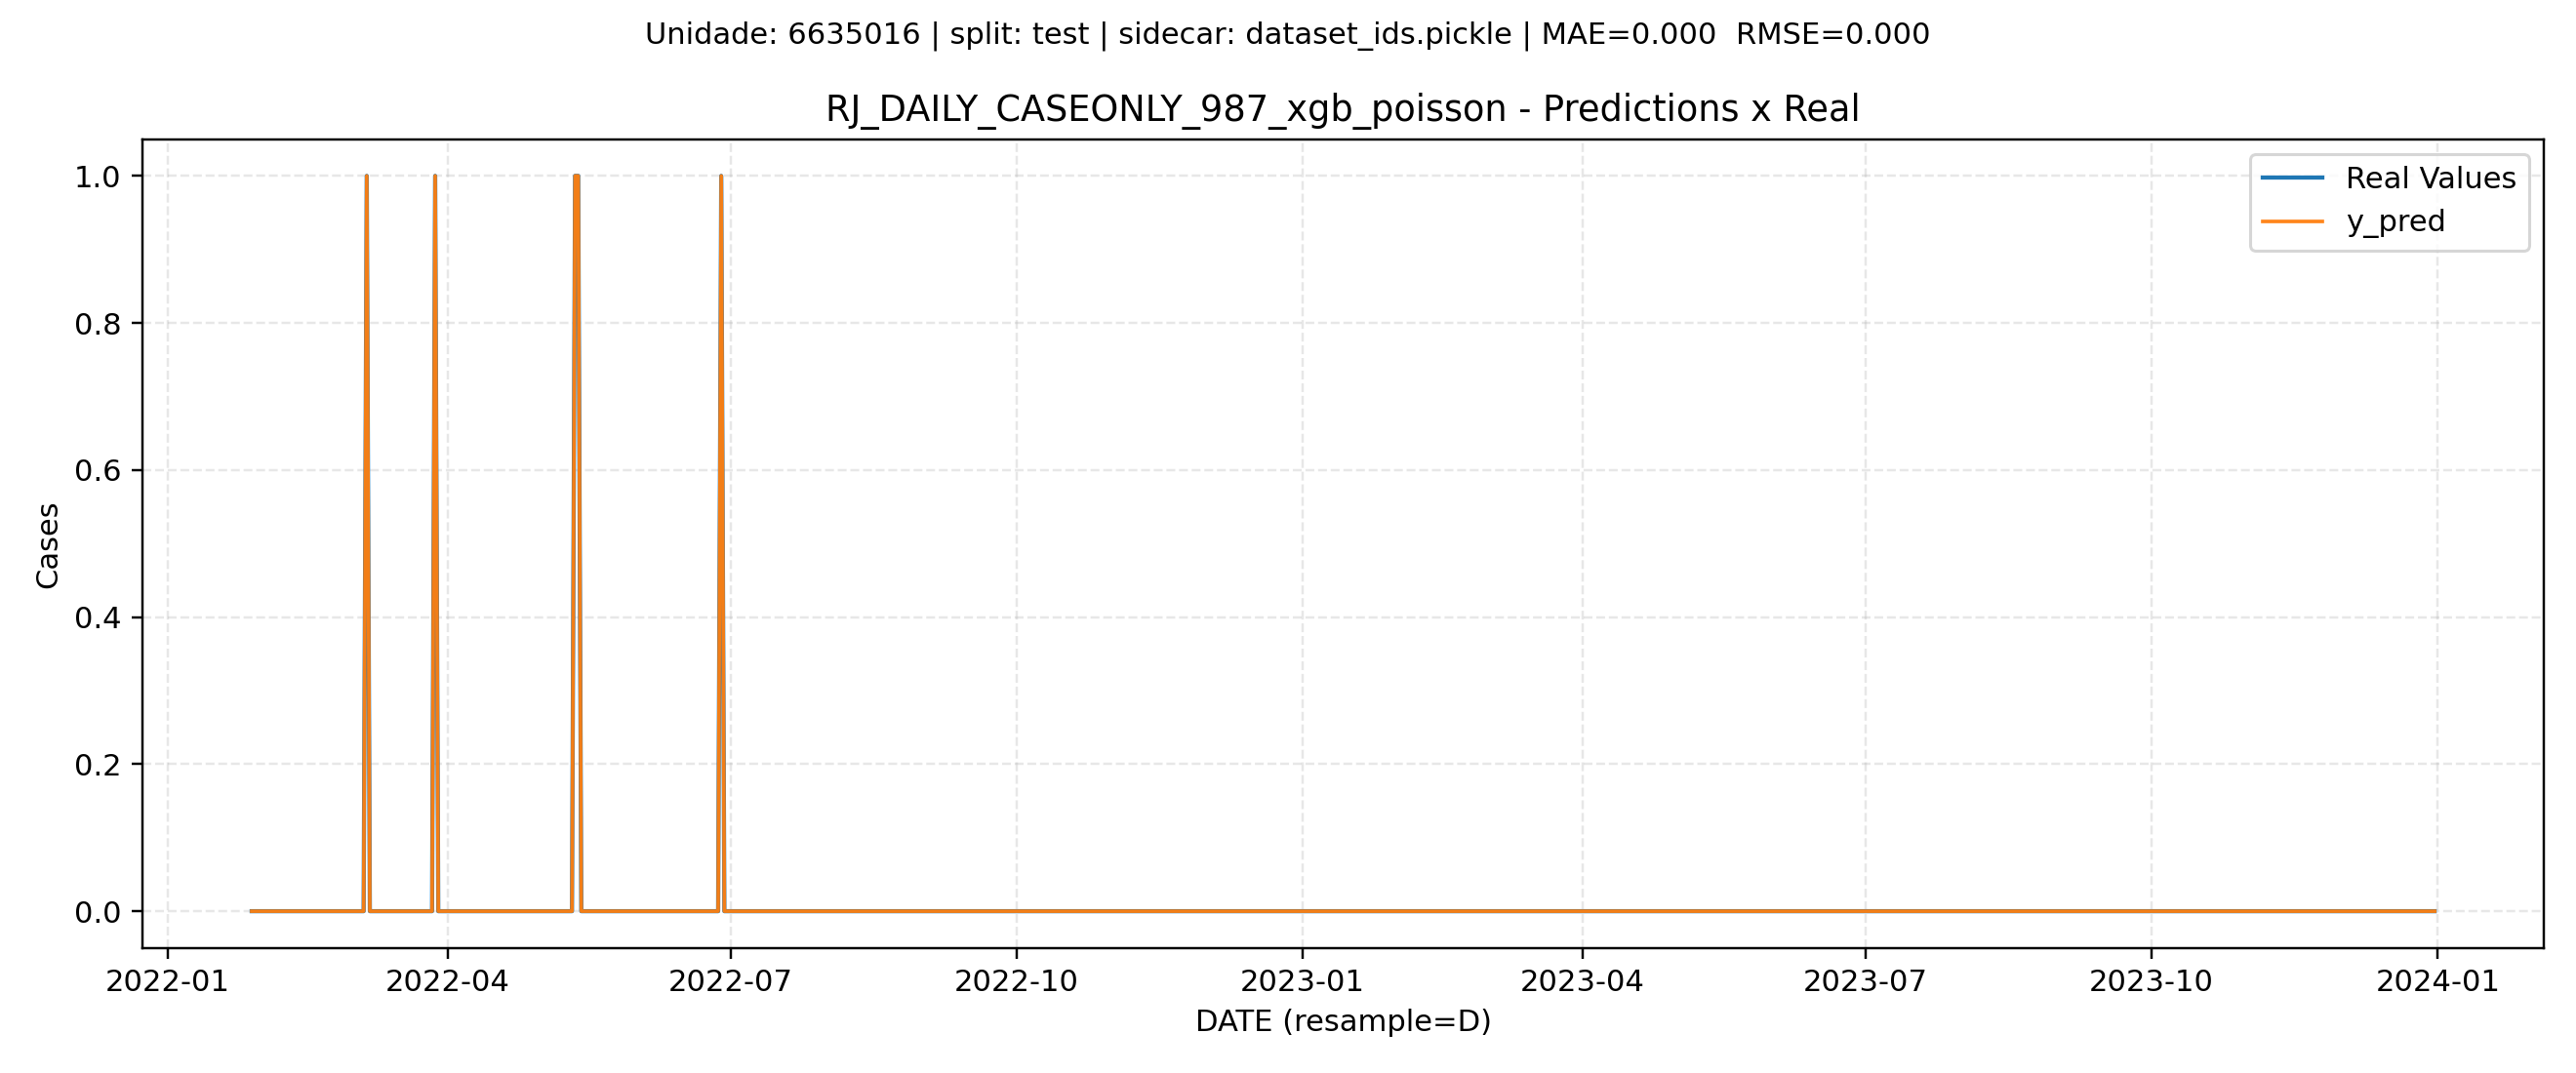 Unidade: 6635016 | split: test | sidecar: dataset_ids.pickle | MAE=0.000  RMSE=0.000
RJ_DAILY_CASEONLY_987_xgb_poisson - Predictions x Real
Real Values
y_pred
1.0
0.8
0.6
0.4
0.2
0.0
Cases
2022-01 2022-04 2022-07 2022-10 2023-01 2023-04 2023-07 2023-10 2024-01
DATE (resample=D)